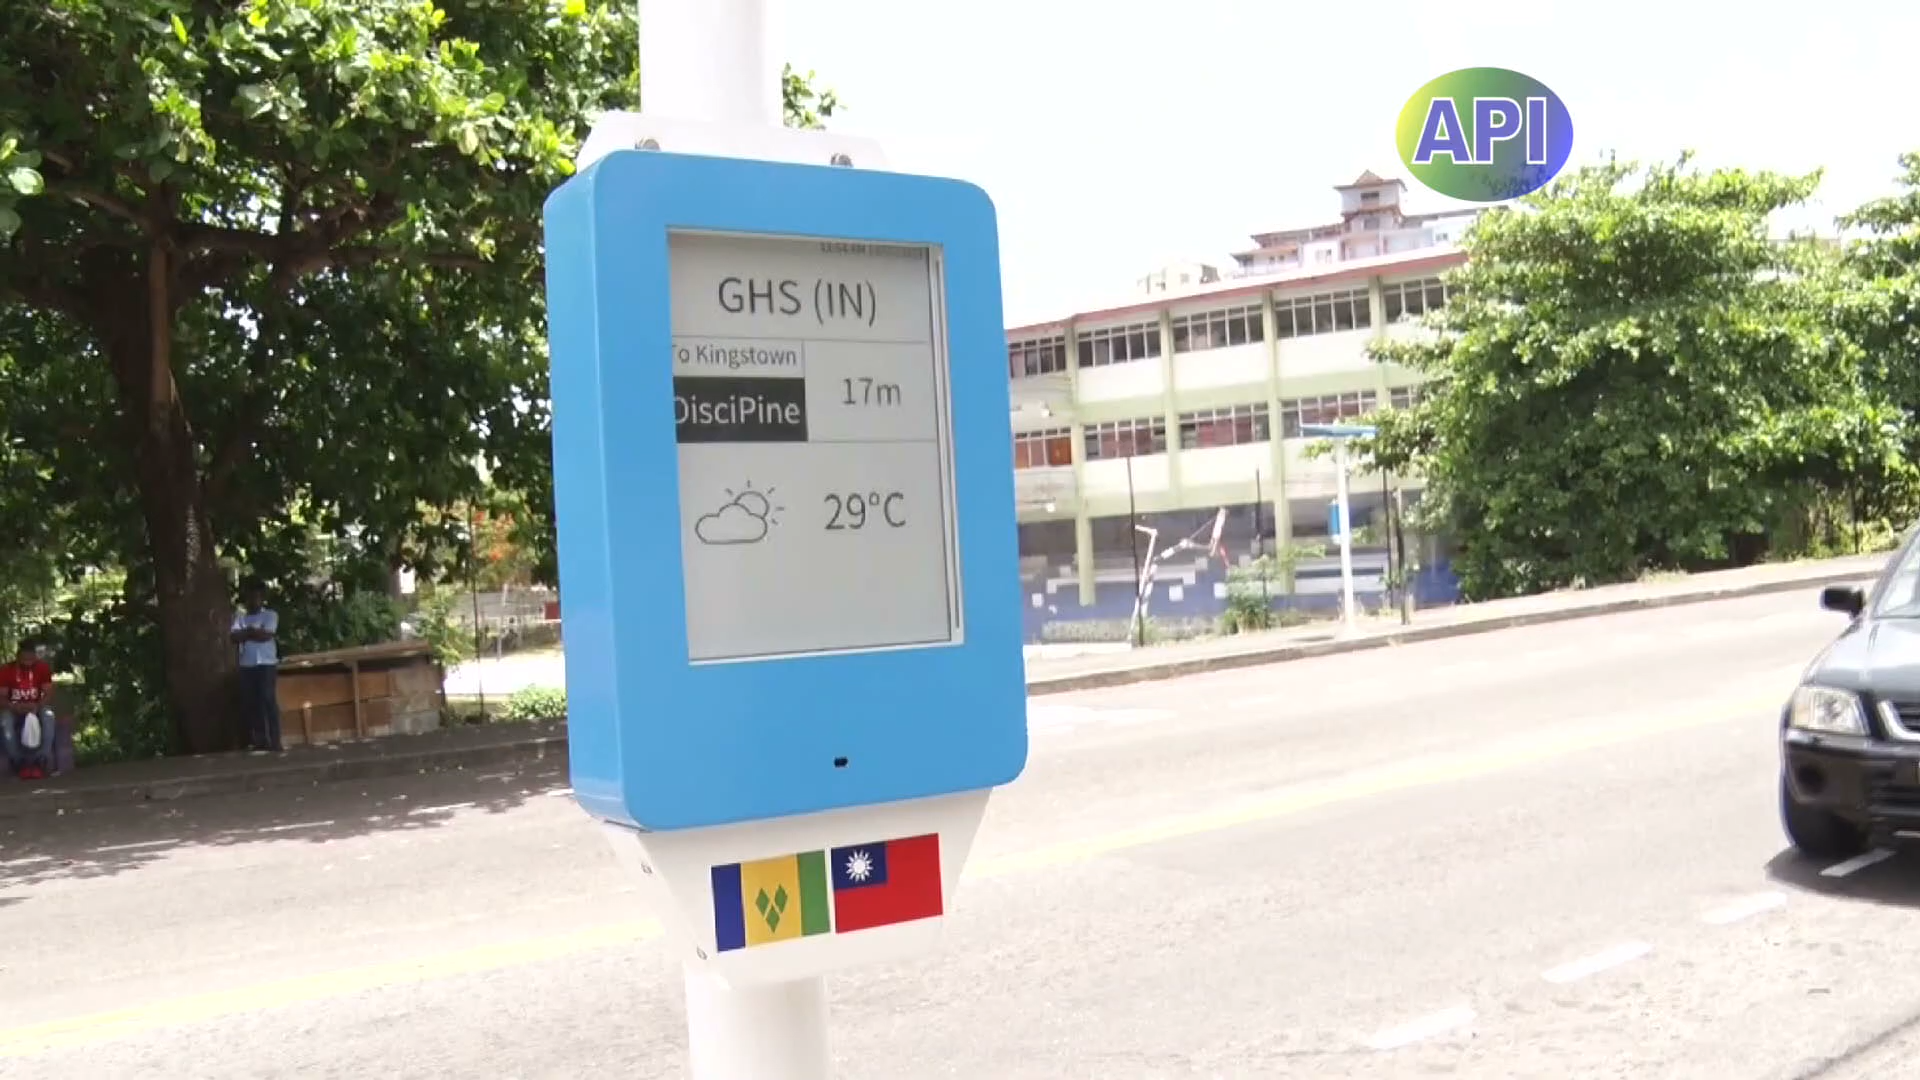 API
GHS (IN)
To Kingstown
DisciPine
17m
29°C